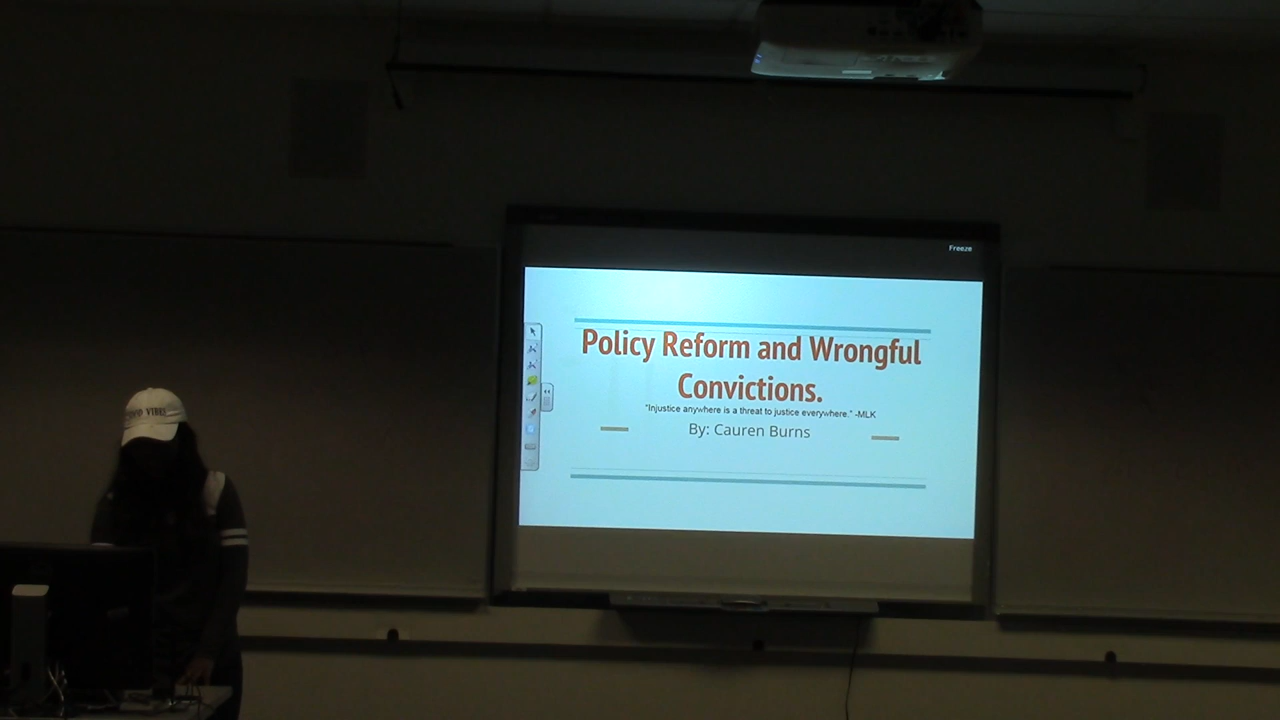 Freeze
Policy Reform and Wrongful
Convictions.
"Injustice anywhere is a threat to justice everywhere." -MLK
By: Cauren Burns
VIBES